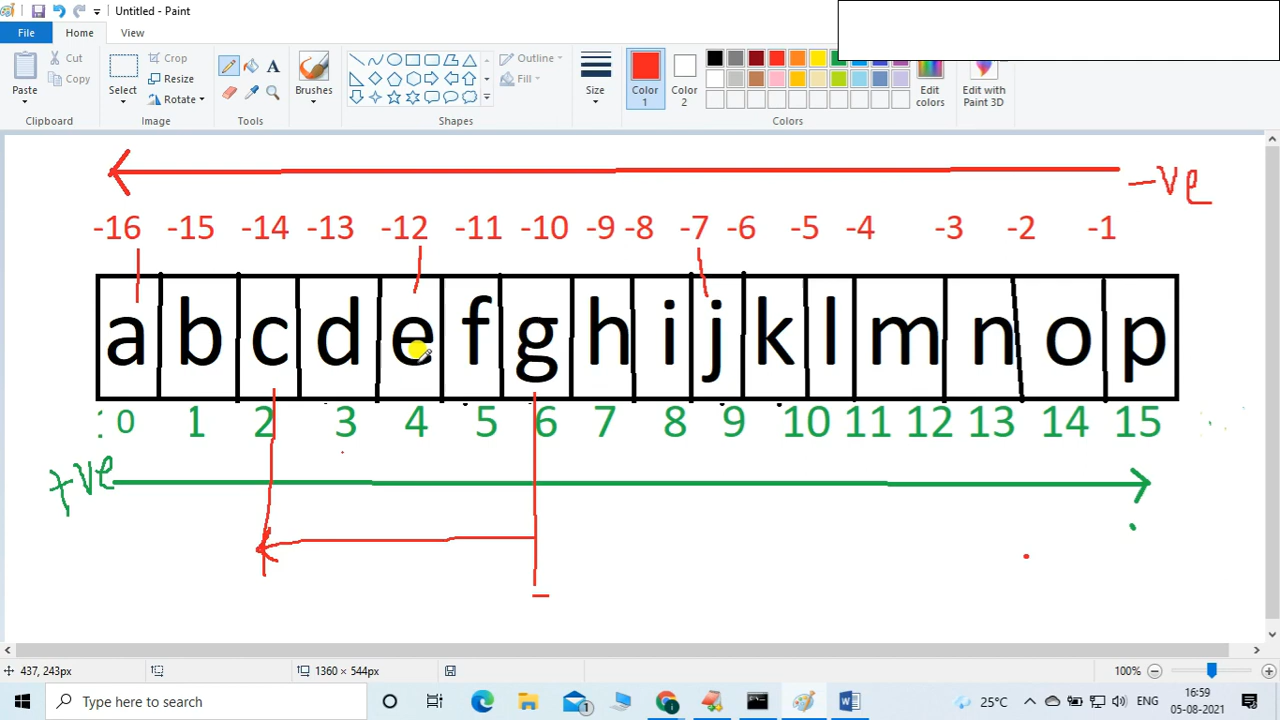 Untitled - Paint
File Home View
Paste
Cut
Copy
Clipboard
Select
Crop
Resize
Rotate
Image
A
Tools
Brushes
Shapes
Outline
Fill
Size
Color 1
Color 2
Colors
Edit colors
Edit with Paint 3D
-ve
-16 -15 -14 -13 -12 -11 -10 -9 -8 -7 -6 -5 -4 -3 -2 -1
a b c d e f g h i j k l m n o p
0 1 2 3 4 5 6 7 8 9 10 11 12 13 14 15
+ve
437, 243px
1360 × 544px
100%
Type here to search
1
25°C
ENG
16:59
05-08-2021